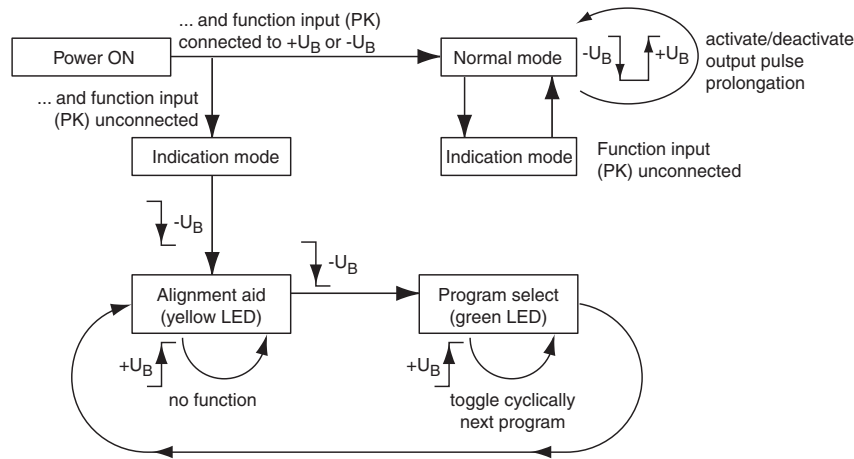 ... and function input (PK)
connected to +UB or -UB
Power ON
Normal mode
-UB
+UB
activate/deactivate
output pulse
prolongation
... and function input
(PK) unconnected
Indication mode
Indication mode
Function input
(PK) unconnected
-UB
-UB
Alignment aid
(yellow LED)
Program select
(green LED)
+UB
no function
+UB
toggle cyclically
next program